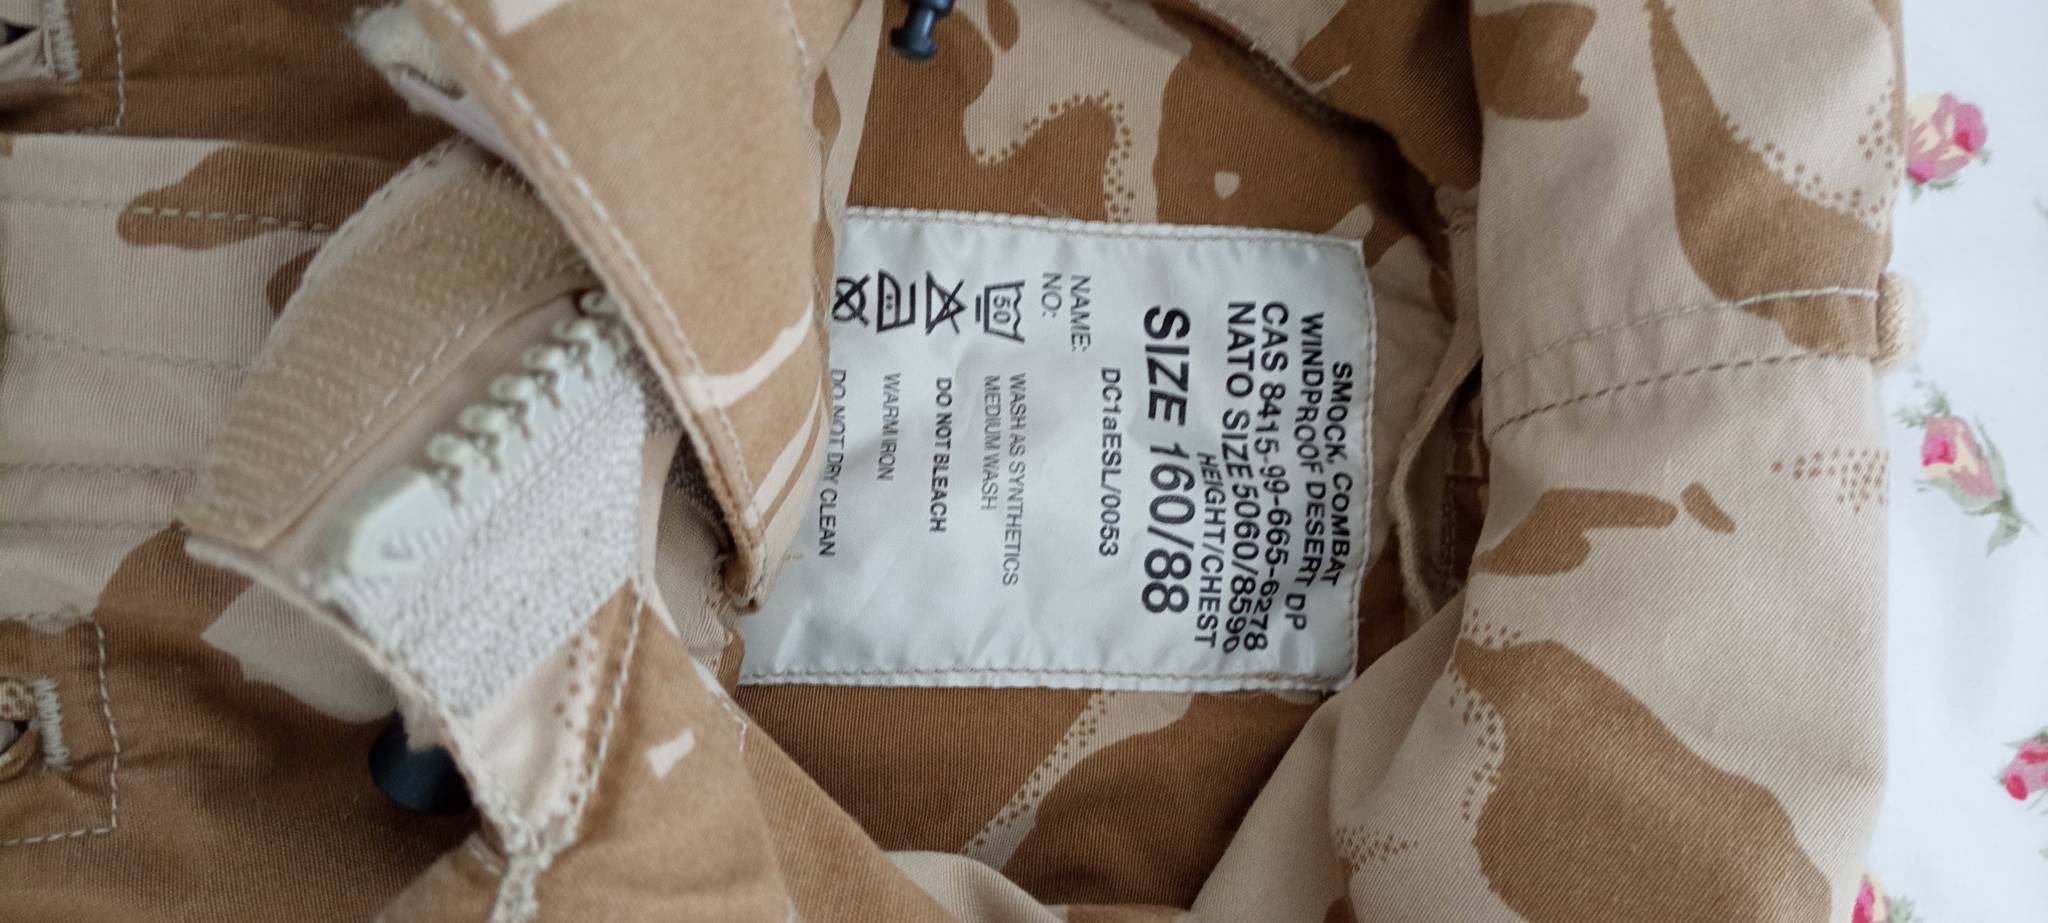 SMOCK, COMBAT
WINDPROOF DESERT DP
CAS 8415-99-665-6278
NATO SIZE 5060/8590
HEIGHT/CHEST
SIZE 160/88
DC1aESL/0053
NAME:
NO:
50
WASH AS SYNTHETICS
MEDIUM WASH
DO NOT BLEACH
WARM IRON
DO NOT DRY CLEAN